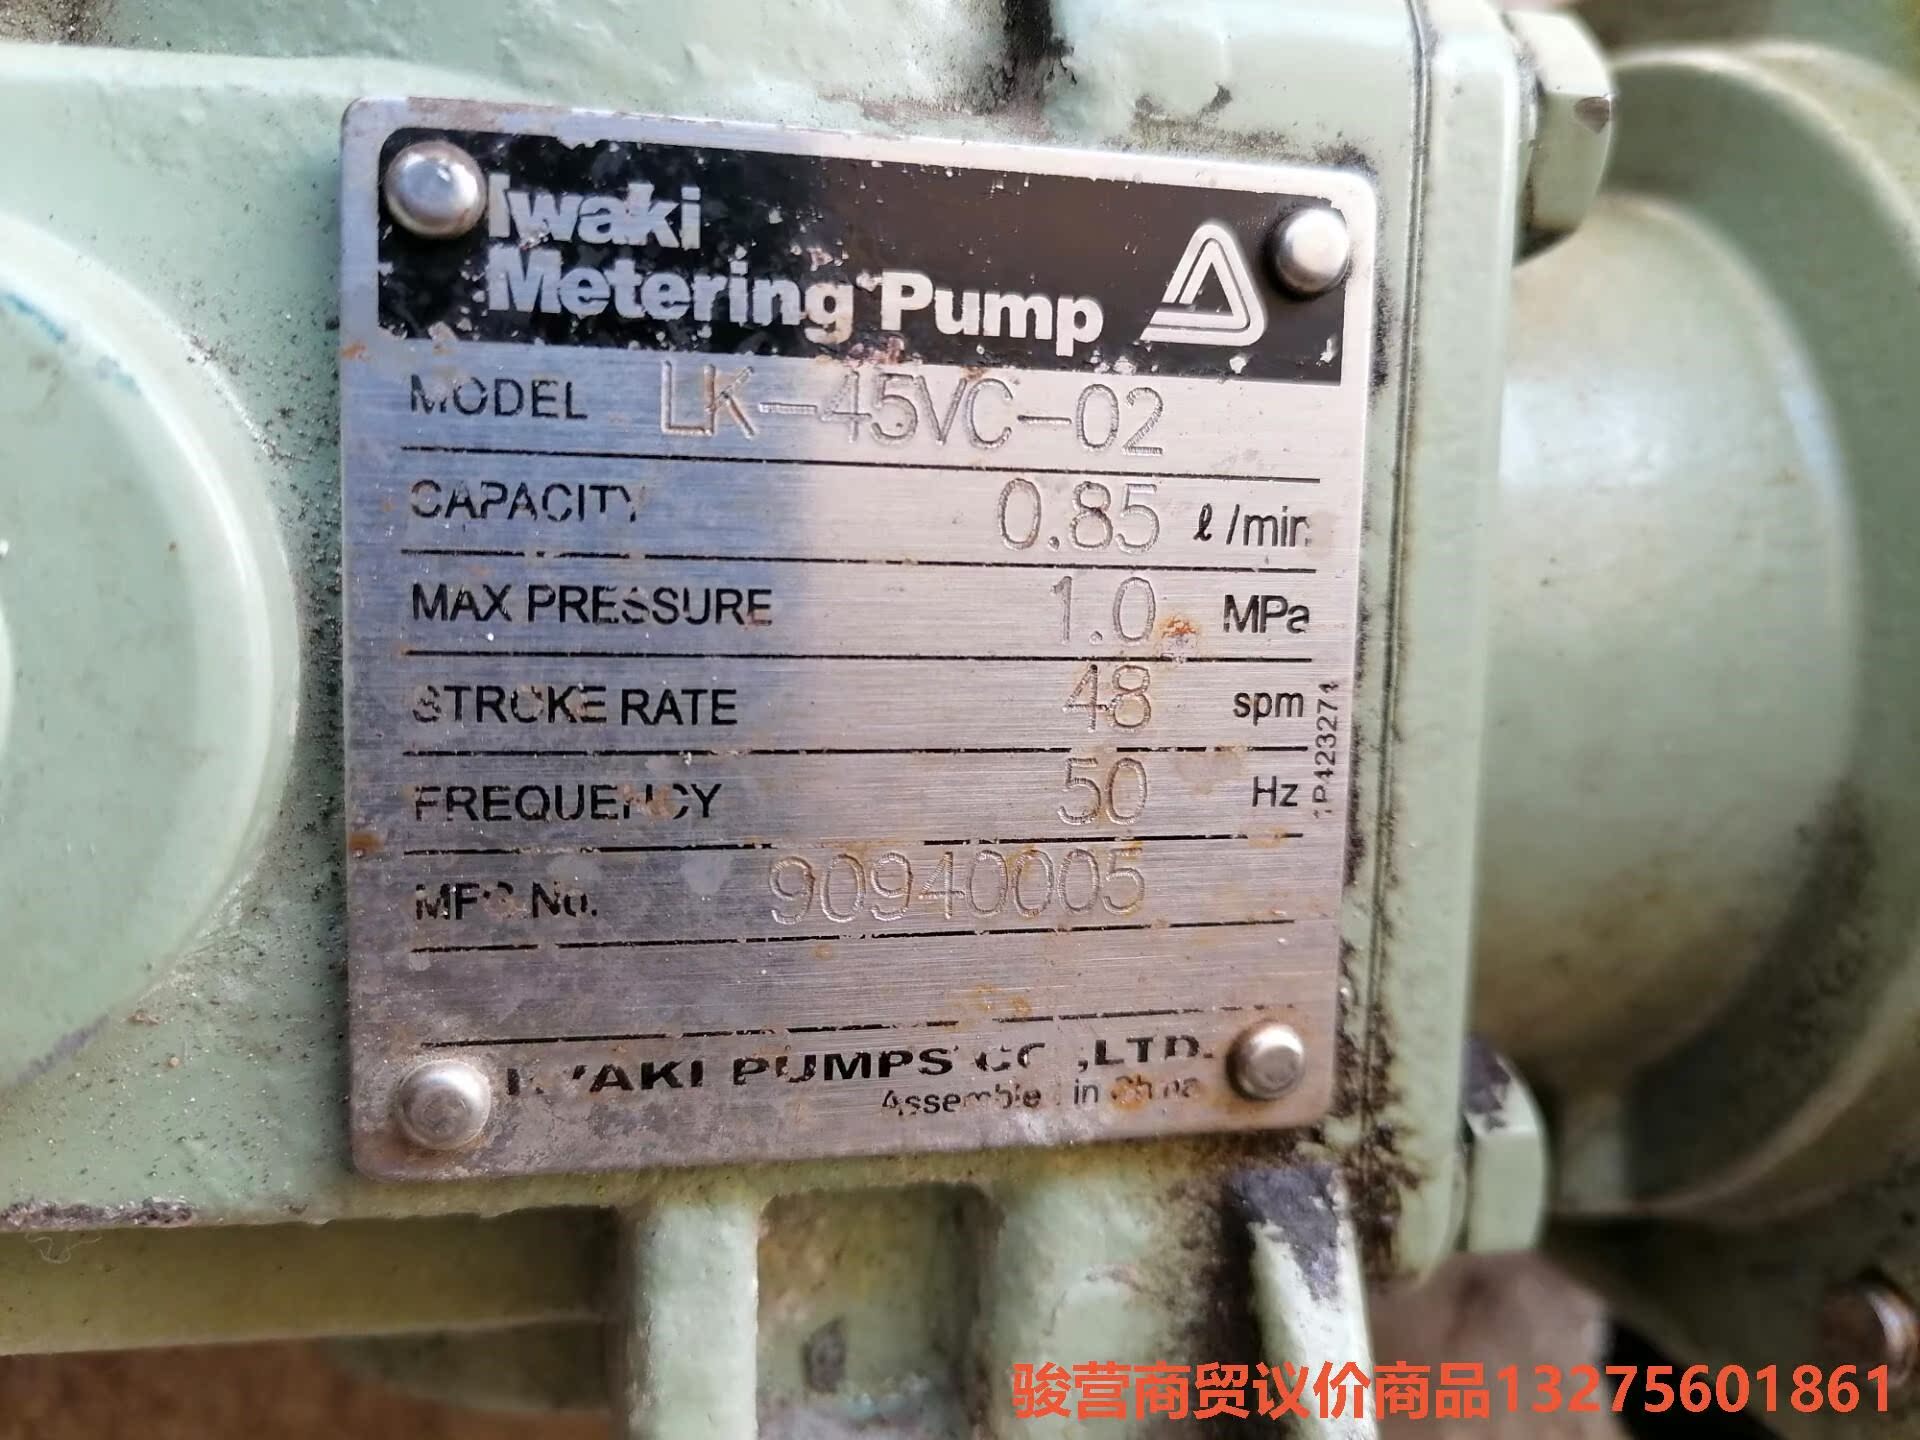 Iwaki
Metering Pump
MODEL LK-45VC-02
CAPACITY 0.85 ℓ/min
MAX PRESSURE 1.0 MPa
STROKE RATE 48 spm
FREQUENCY 50 Hz
MFG No. 90940005
IWAKI PUMPS CO.,LTD.
Assembled in China
P423271
骏营商贸议价商品13275601861